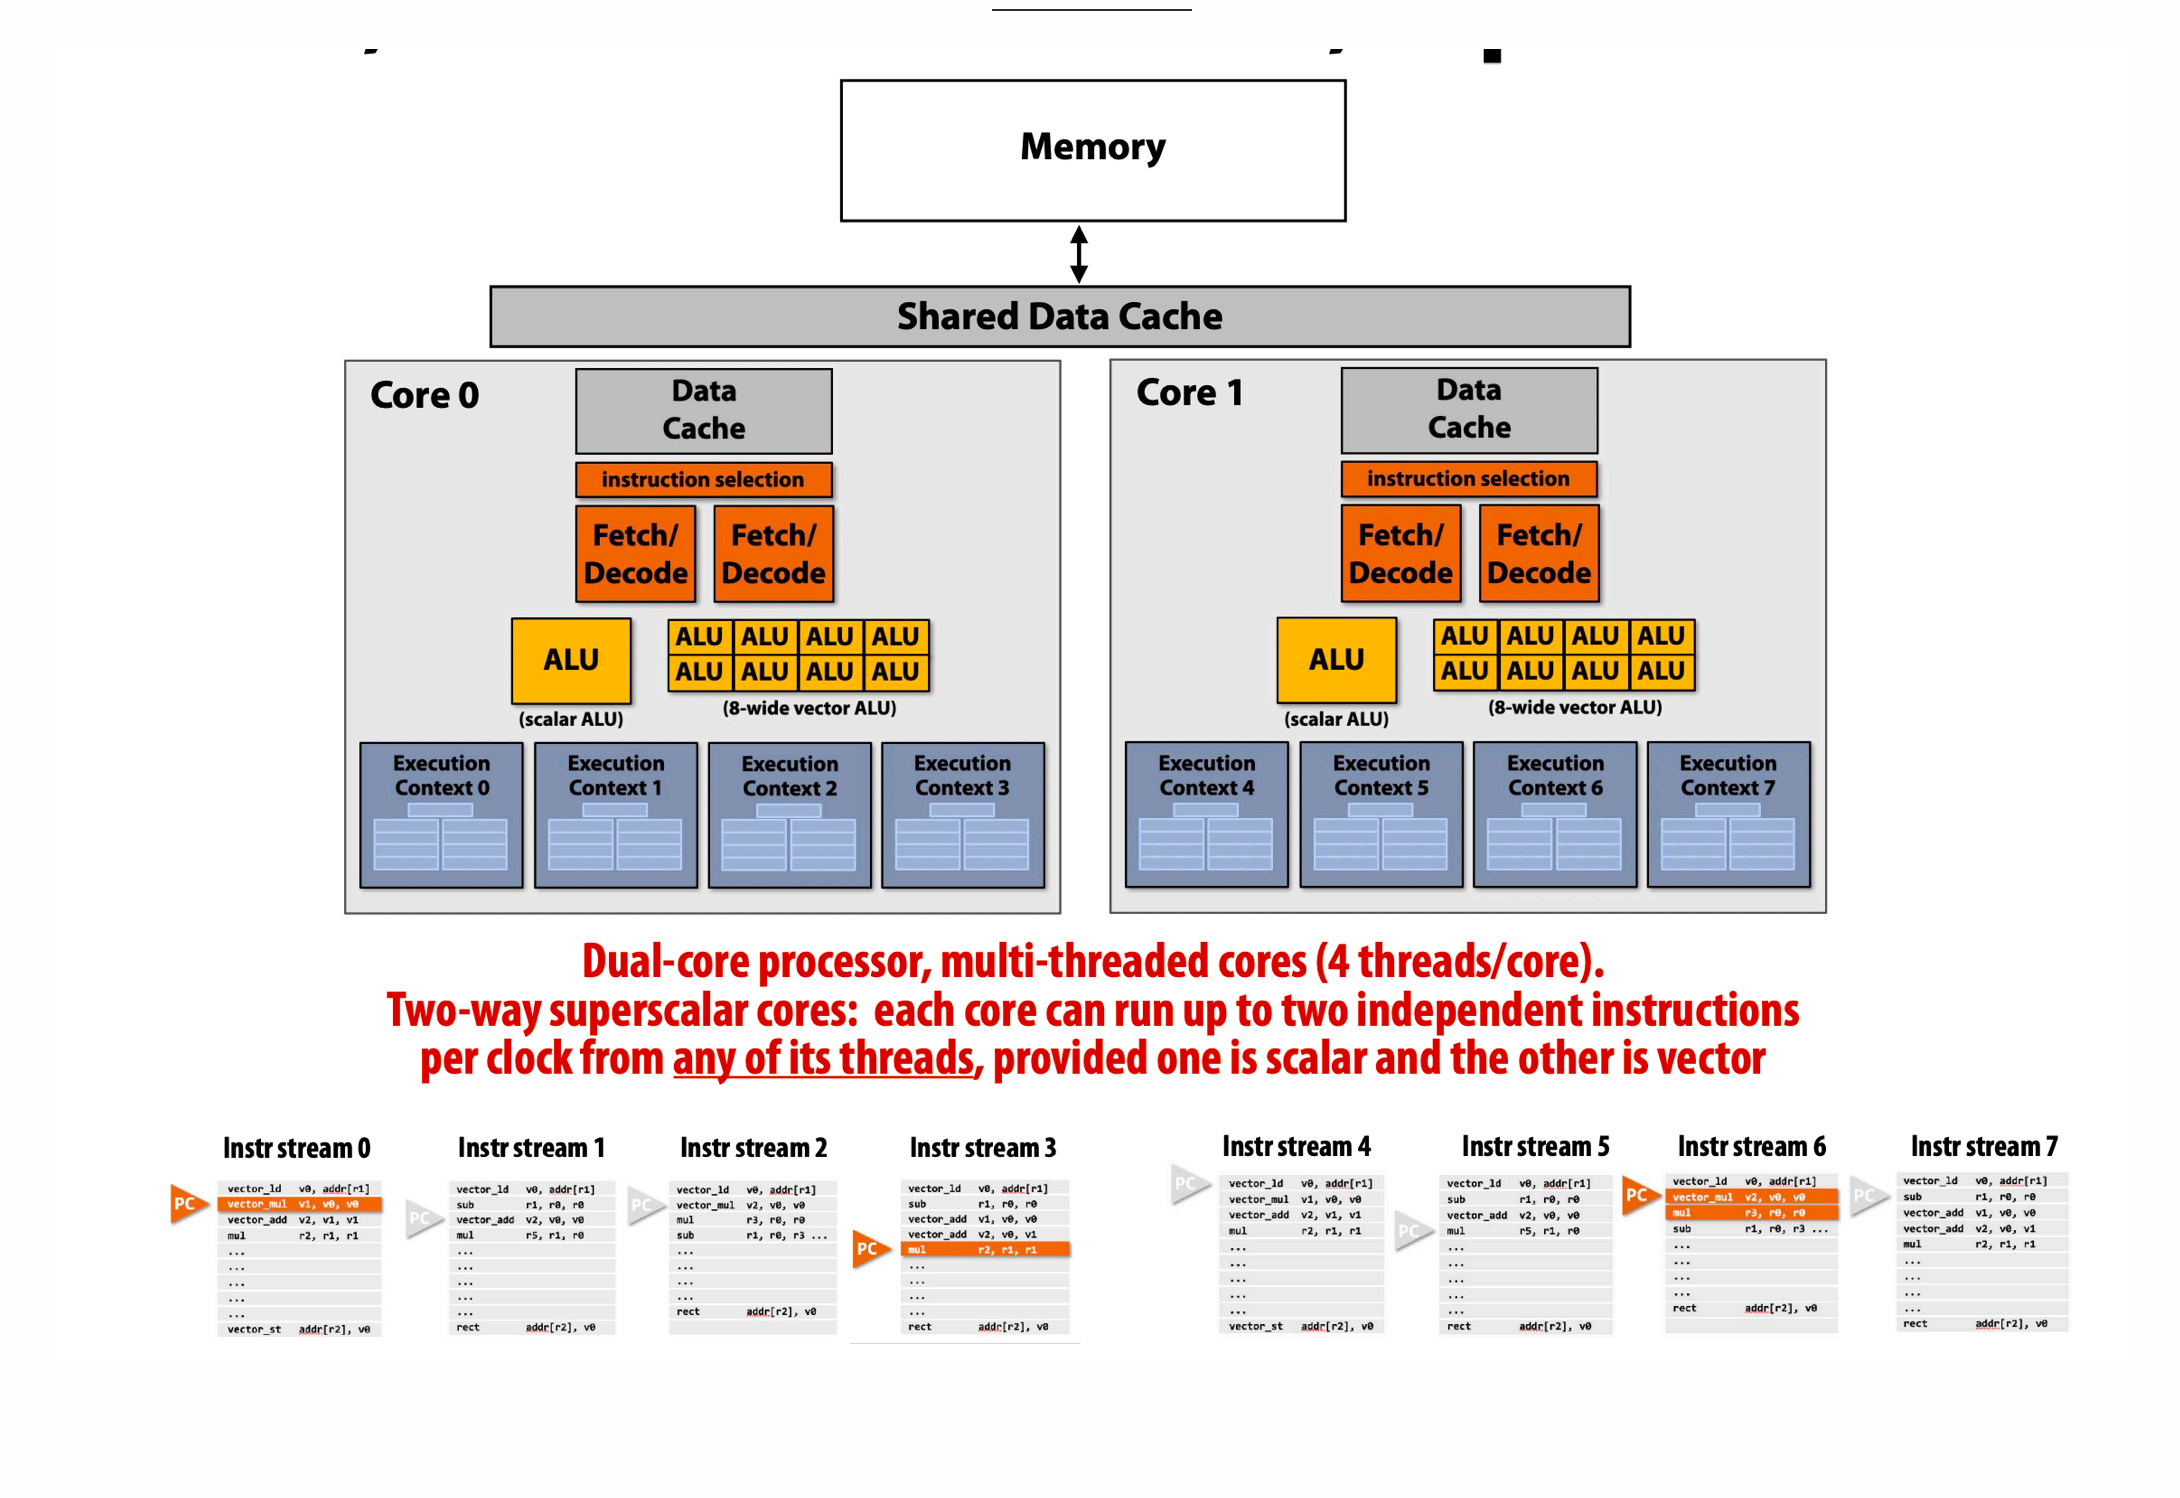 Memory
Shared Data Cache
Core 0
Data
Cache
instruction selection
Fetch/
Decode
Fetch/
Decode
ALU
(scalar ALU)
ALU ALU ALU ALU
ALU ALU ALU ALU
(8-wide vector ALU)
Execution
Context 0
Execution
Context 1
Execution
Context 2
Execution
Context 3
Core 1
Data
Cache
instruction selection
Fetch/
Decode
Fetch/
Decode
ALU
(scalar ALU)
ALU ALU ALU ALU
ALU ALU ALU ALU
(8-wide vector ALU)
Execution
Context 4
Execution
Context 5
Execution
Context 6
Execution
Context 7
Dual-core processor, multi-threaded cores (4 threads/core).
Two-way superscalar cores: each core can run up to two independent instructions
per clock from any of its threads, provided one is scalar and the other is vector
Instr stream 0
PC
vector_ld v0, addr[r1]
vector_mul v1, v0, v0
vector_add v2, v1, v1
mul r2, r1, r1
...
...
...
...
...
vector_st addr[r2], v0
Instr stream 1
PC
vector_ld v0, addr[r1]
sub r1, r0, r0
vector_add v2, v0, v0
mul r5, r1, r0
...
...
...
...
...
rect addr[r2], v0
Instr stream 2
PC
vector_ld v0, addr[r1]
vector_mul v2, v0, v0
mul r3, r0, r0
sub r1, r0, r3 ...
...
...
...
...
rect addr[r2], v0
Instr stream 3
PC
vector_ld v0, addr[r1]
sub r1, r0, r0
vector_add v1, v0, v0
vector_add v2, v0, v1
mul r2, r1, r1
...
...
...
...
rect addr[r2], v0
Instr stream 4
PC
vector_ld v0, addr[r1]
vector_mul v1, v0, v0
vector_add v2, v1, v1
mul r2, r1, r1
...
...
...
...
...
vector_st addr[r2], v0
Instr stream 5
PC
vector_ld v0, addr[r1]
sub r1, r0, r0
vector_add v2, v0, v0
mul r5, r1, r0
...
...
...
...
...
rect addr[r2], v0
Instr stream 6
PC
vector_ld v0, addr[r1]
vector_mul v2, v0, v0
mul r3, r0, r0
sub r1, r0, r3 ...
...
...
...
...
rect addr[r2], v0
Instr stream 7
PC
vector_ld v0, addr[r1]
sub r1, r0, r0
vector_add v1, v0, v0
vector_add v2, v0, v1
mul r2, r1, r1
...
...
...
...
rect addr[r2], v0